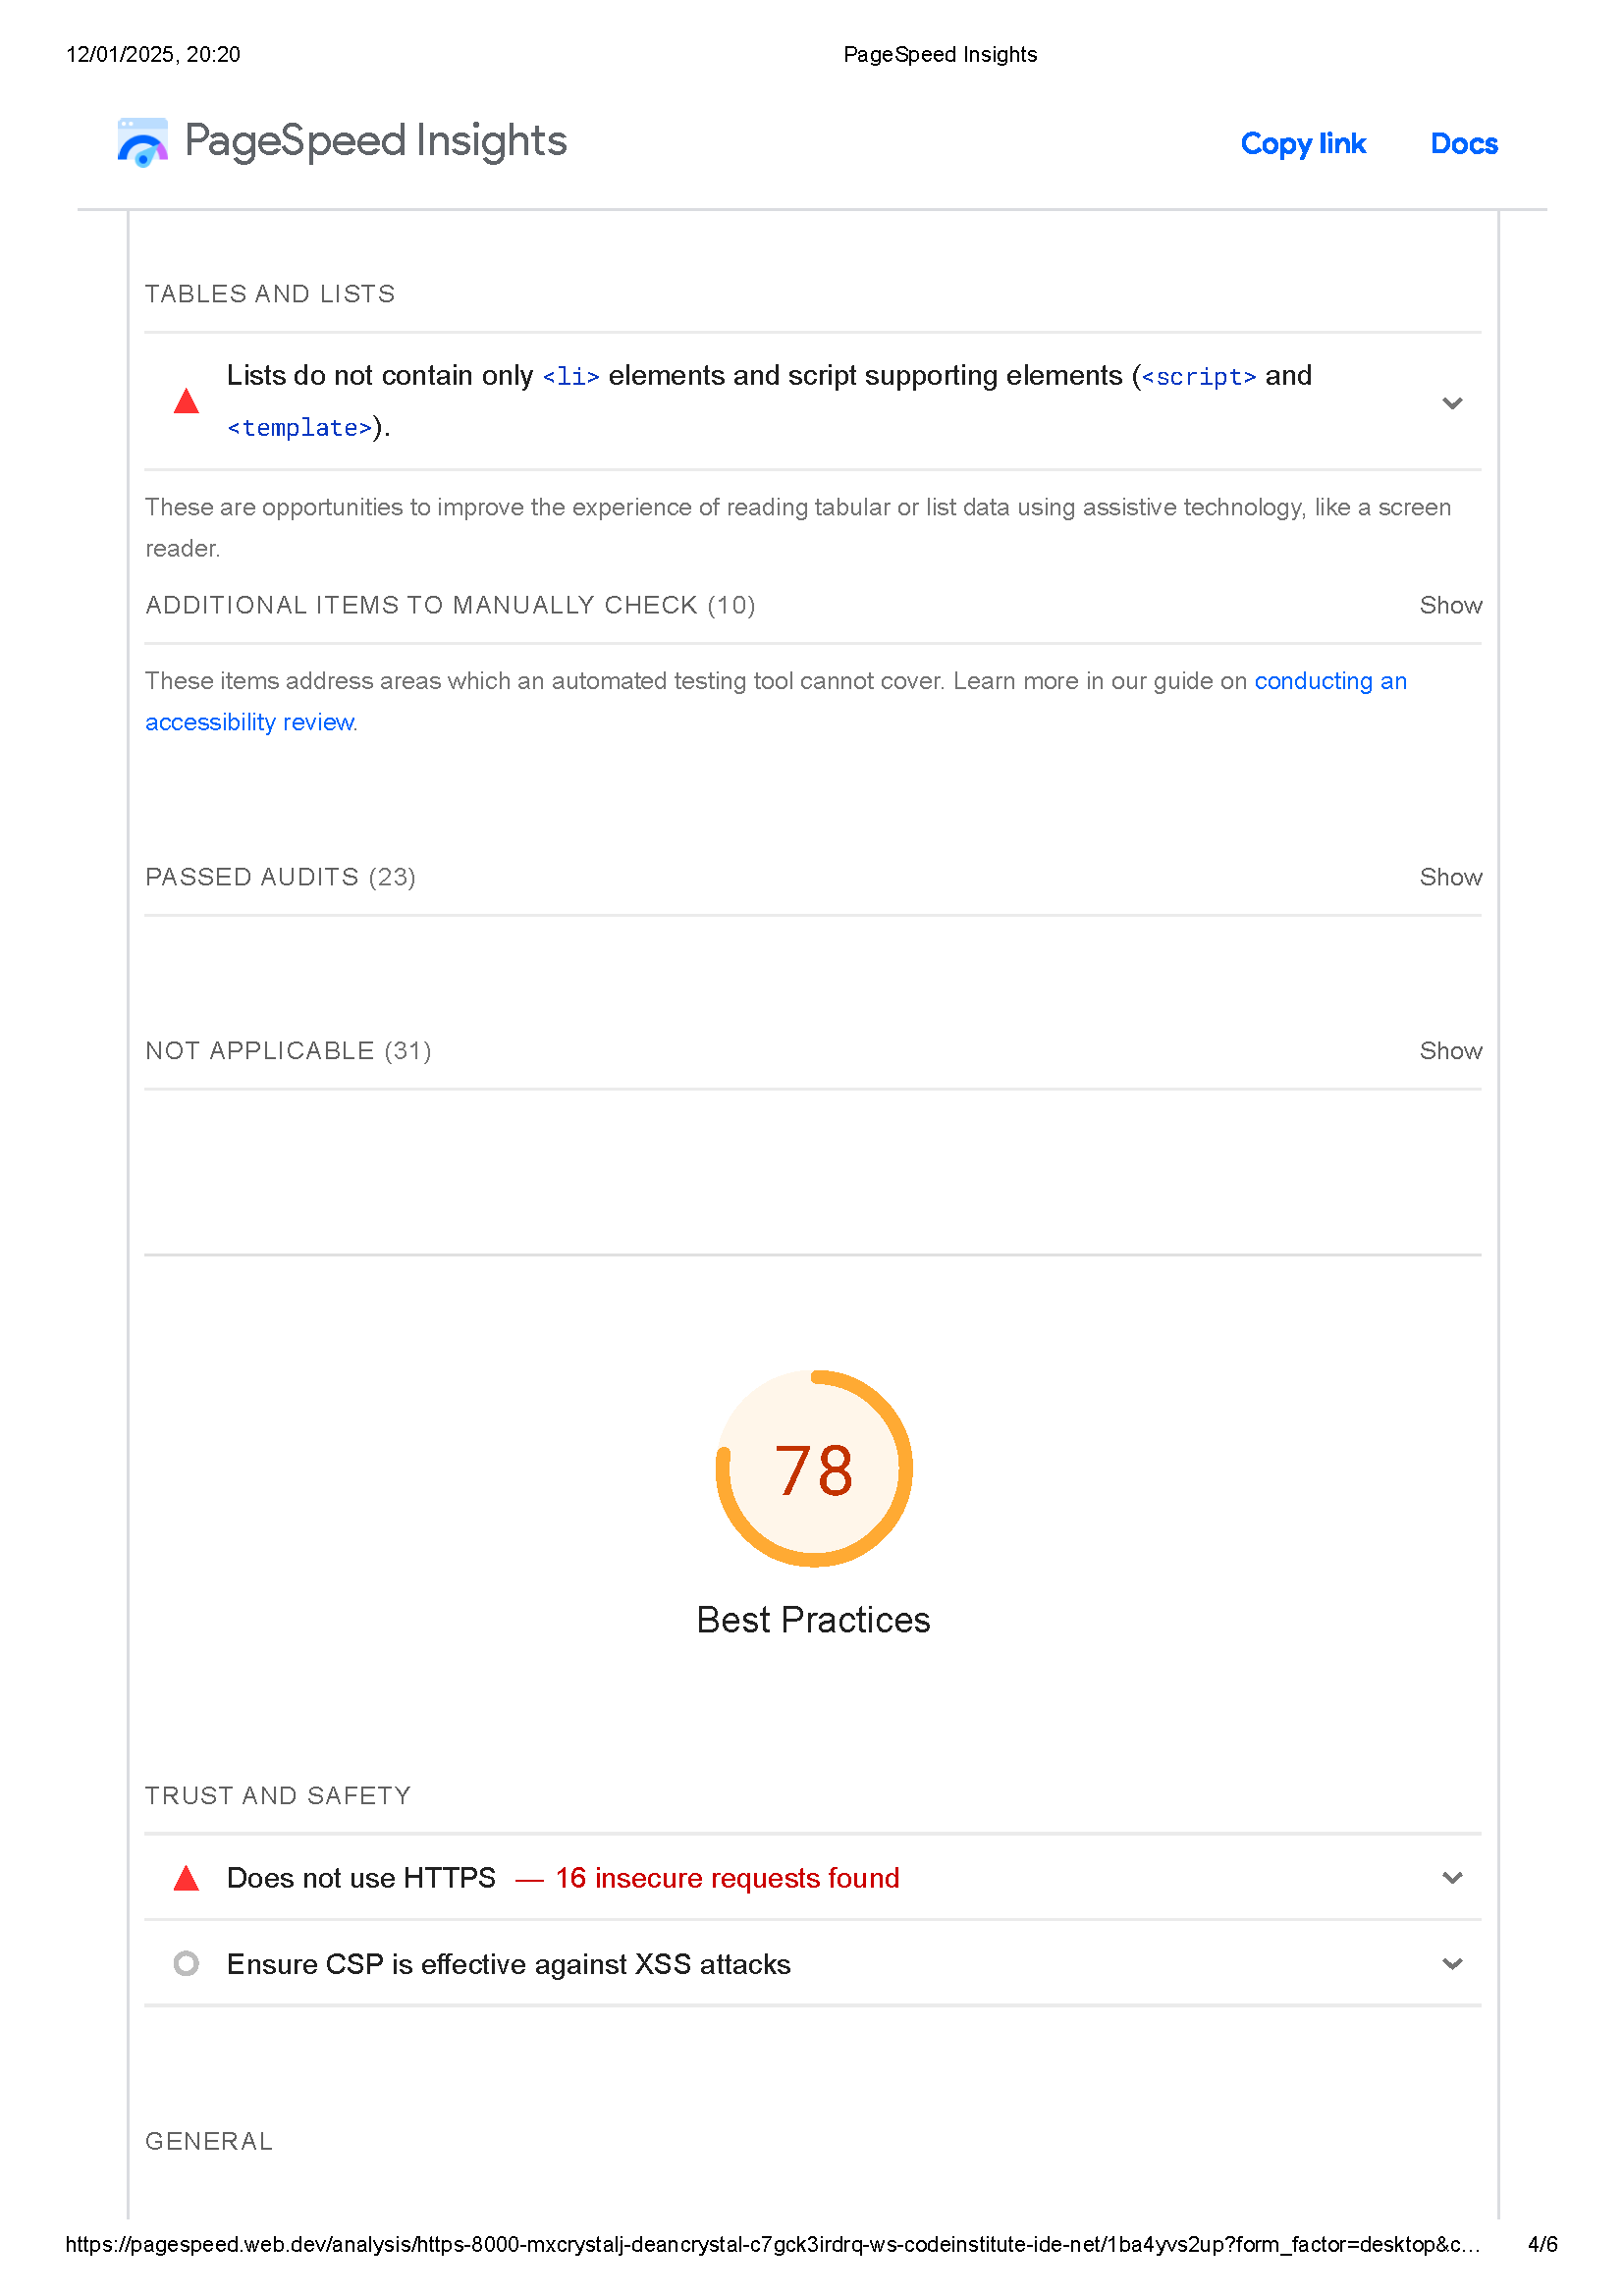 12/01/2025, 20:20 PageSpeed Insights
PageSpeed Insights Copy link Docs
TABLES AND LISTS
Lists do not contain only <li> elements and script supporting elements (<script> and
<template>).
These are opportunities to improve the experience of reading tabular or list data using assistive technology, like a screen
reader.
ADDITIONAL ITEMS TO MANUALLY CHECK (10) Show
These items address areas which an automated testing tool cannot cover. Learn more in our guide on conducting an
accessibility review.
PASSED AUDITS (23) Show
NOT APPLICABLE (31) Show
78
Best Practices
TRUST AND SAFETY
Does not use HTTPS — 16 insecure requests found
Ensure CSP is effective against XSS attacks
GENERAL
https://pagespeed.web.dev/analysis/https-8000-mxcrystalj-deancrystal-c7gck3irdrq-ws-codeinstitute-ide-net/1ba4yvs2up?form_factor=desktop&c… 4/6